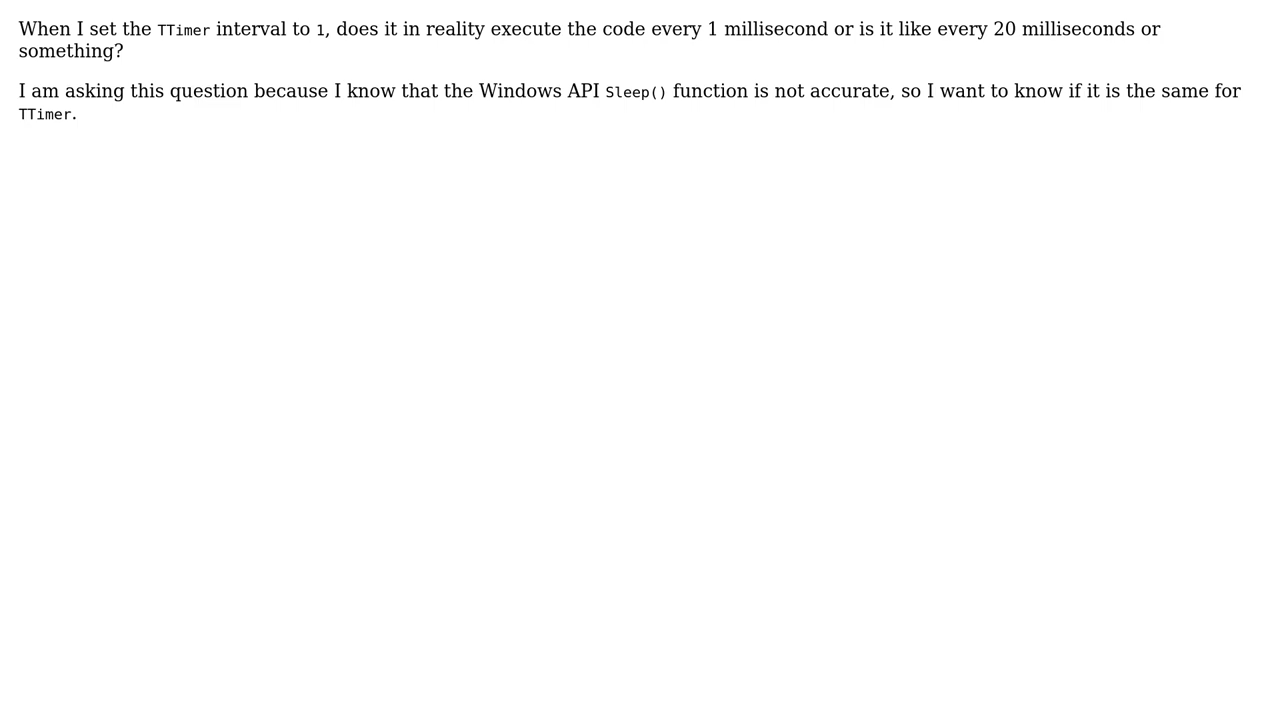 When I set the TTimer interval to 1, does it in reality execute the code every 1 millisecond or is it like every 20 milliseconds or
something?
I am asking this question because I know that the Windows API Sleep() function is not accurate, so I want to know if it is the same for
TTimer.